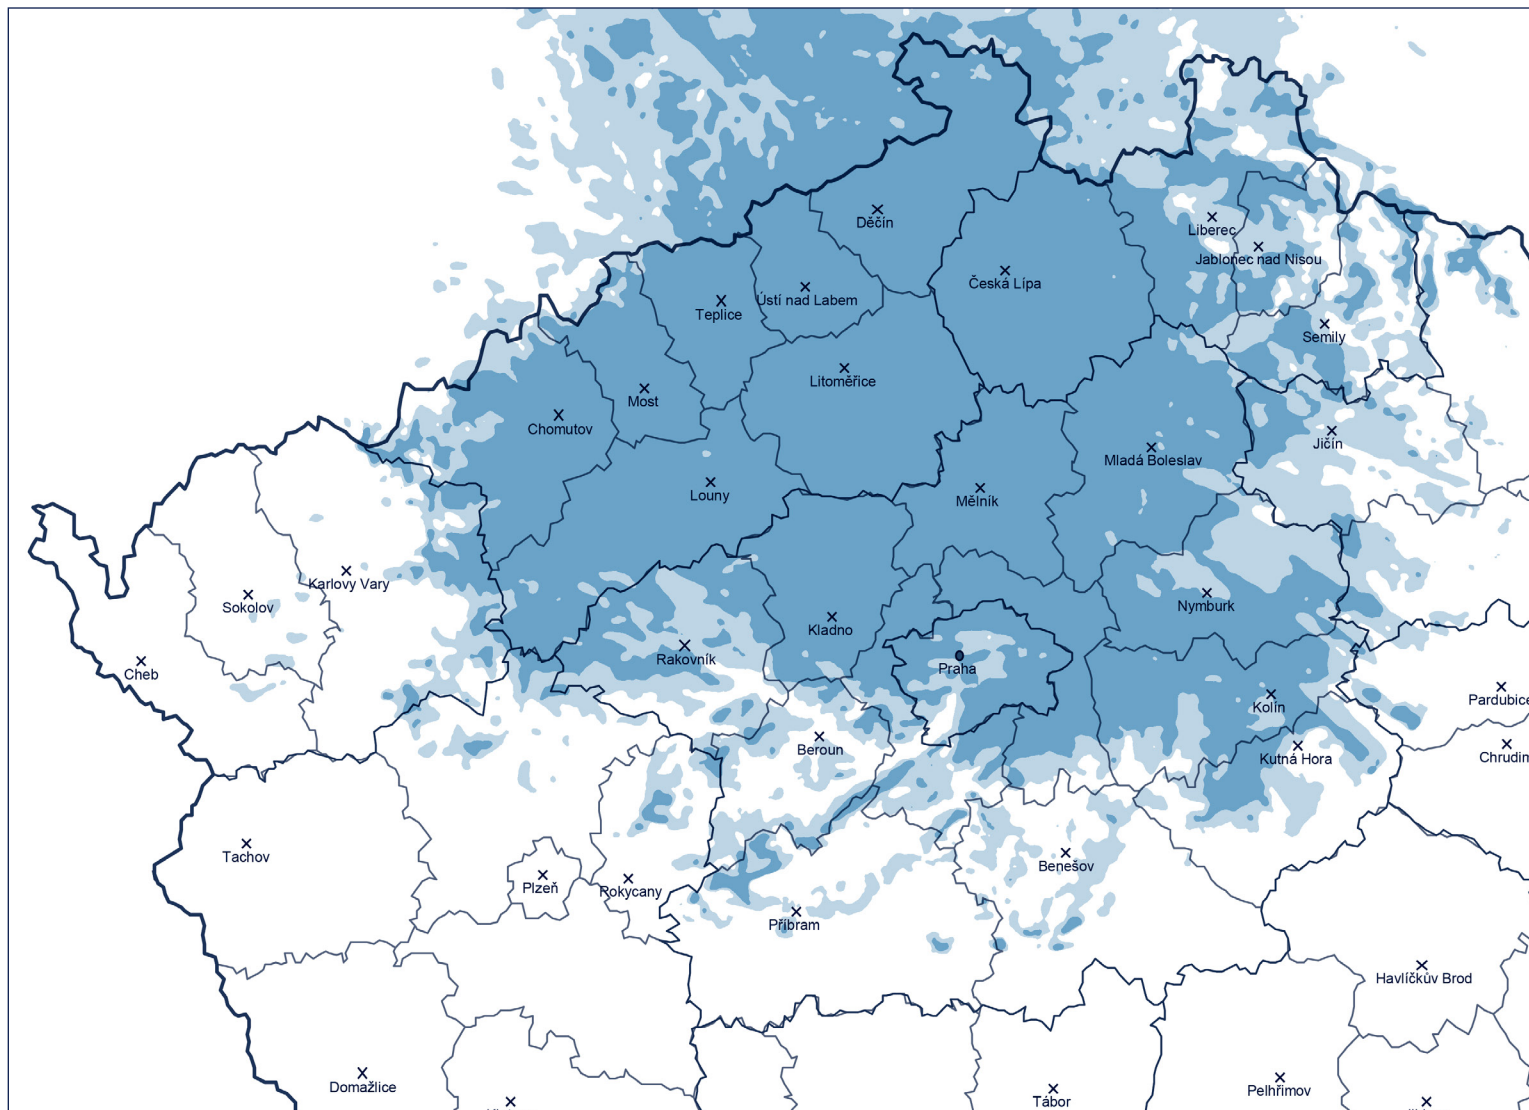 Děčín
Liberec
Jablonec nad Nisou
Česká Lípa
Ústí nad Labem
Teplice
Semily
Litoměřice
Most
Chomutov
Jičín
Mladá Boleslav
Louny
Mělník
Karlovy Vary
Sokolov
Nymburk
Kladno
Rakovník
Praha
Cheb
Pardubice
Kolín
Beroun
Kutná Hora
Chrudim
Tachov
Benešov
Plzeň
Rokycany
Příbram
Havlíčkův Brod
Domažlice
Pelhřimov
Tábor